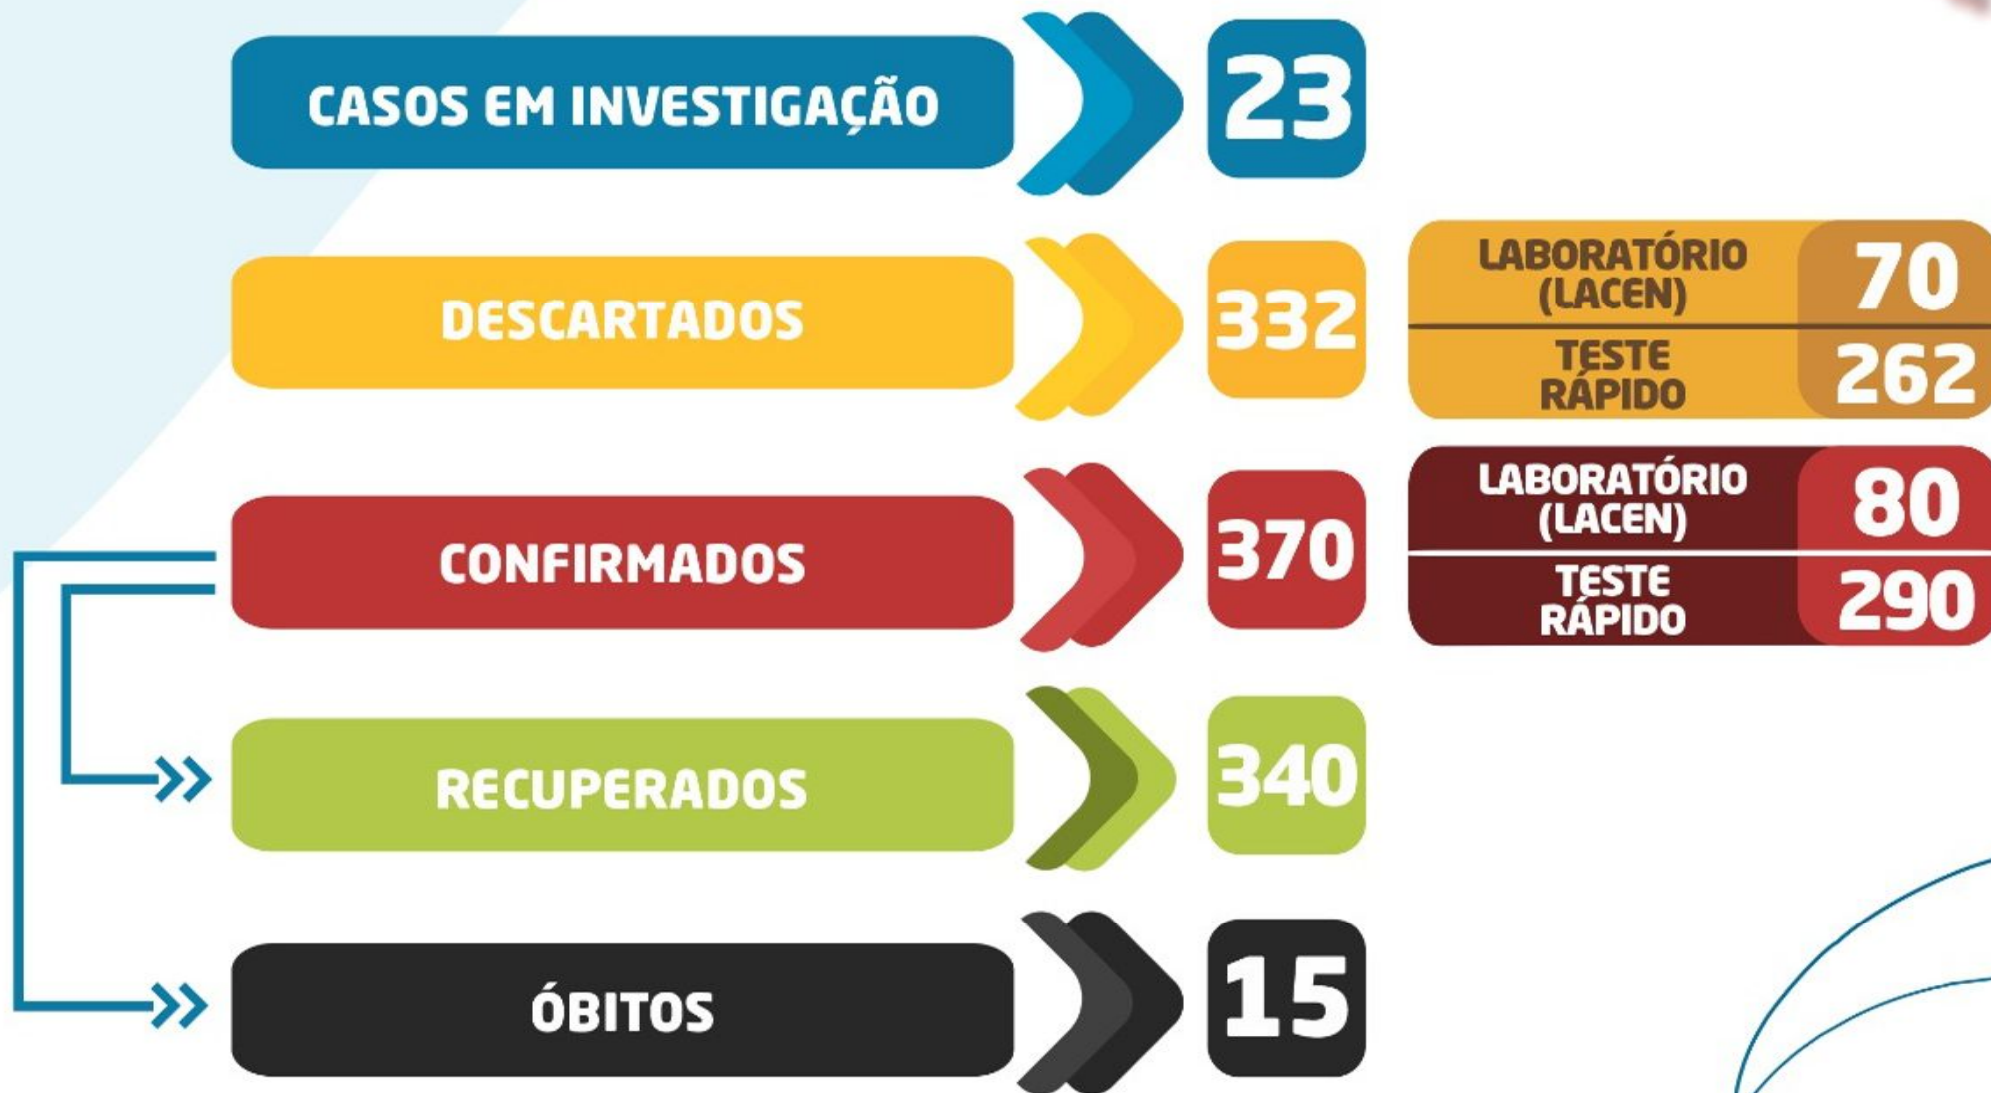 CASOS EM INVESTIGAÇÃO
23
DESCARTADOS
332
LABORATÓRIO
(LACEN)
70
TESTE
RÁPIDO
262
CONFIRMADOS
370
LABORATÓRIO
(LACEN)
80
TESTE
RÁPIDO
290
RECUPERADOS
340
ÓBITOS
15